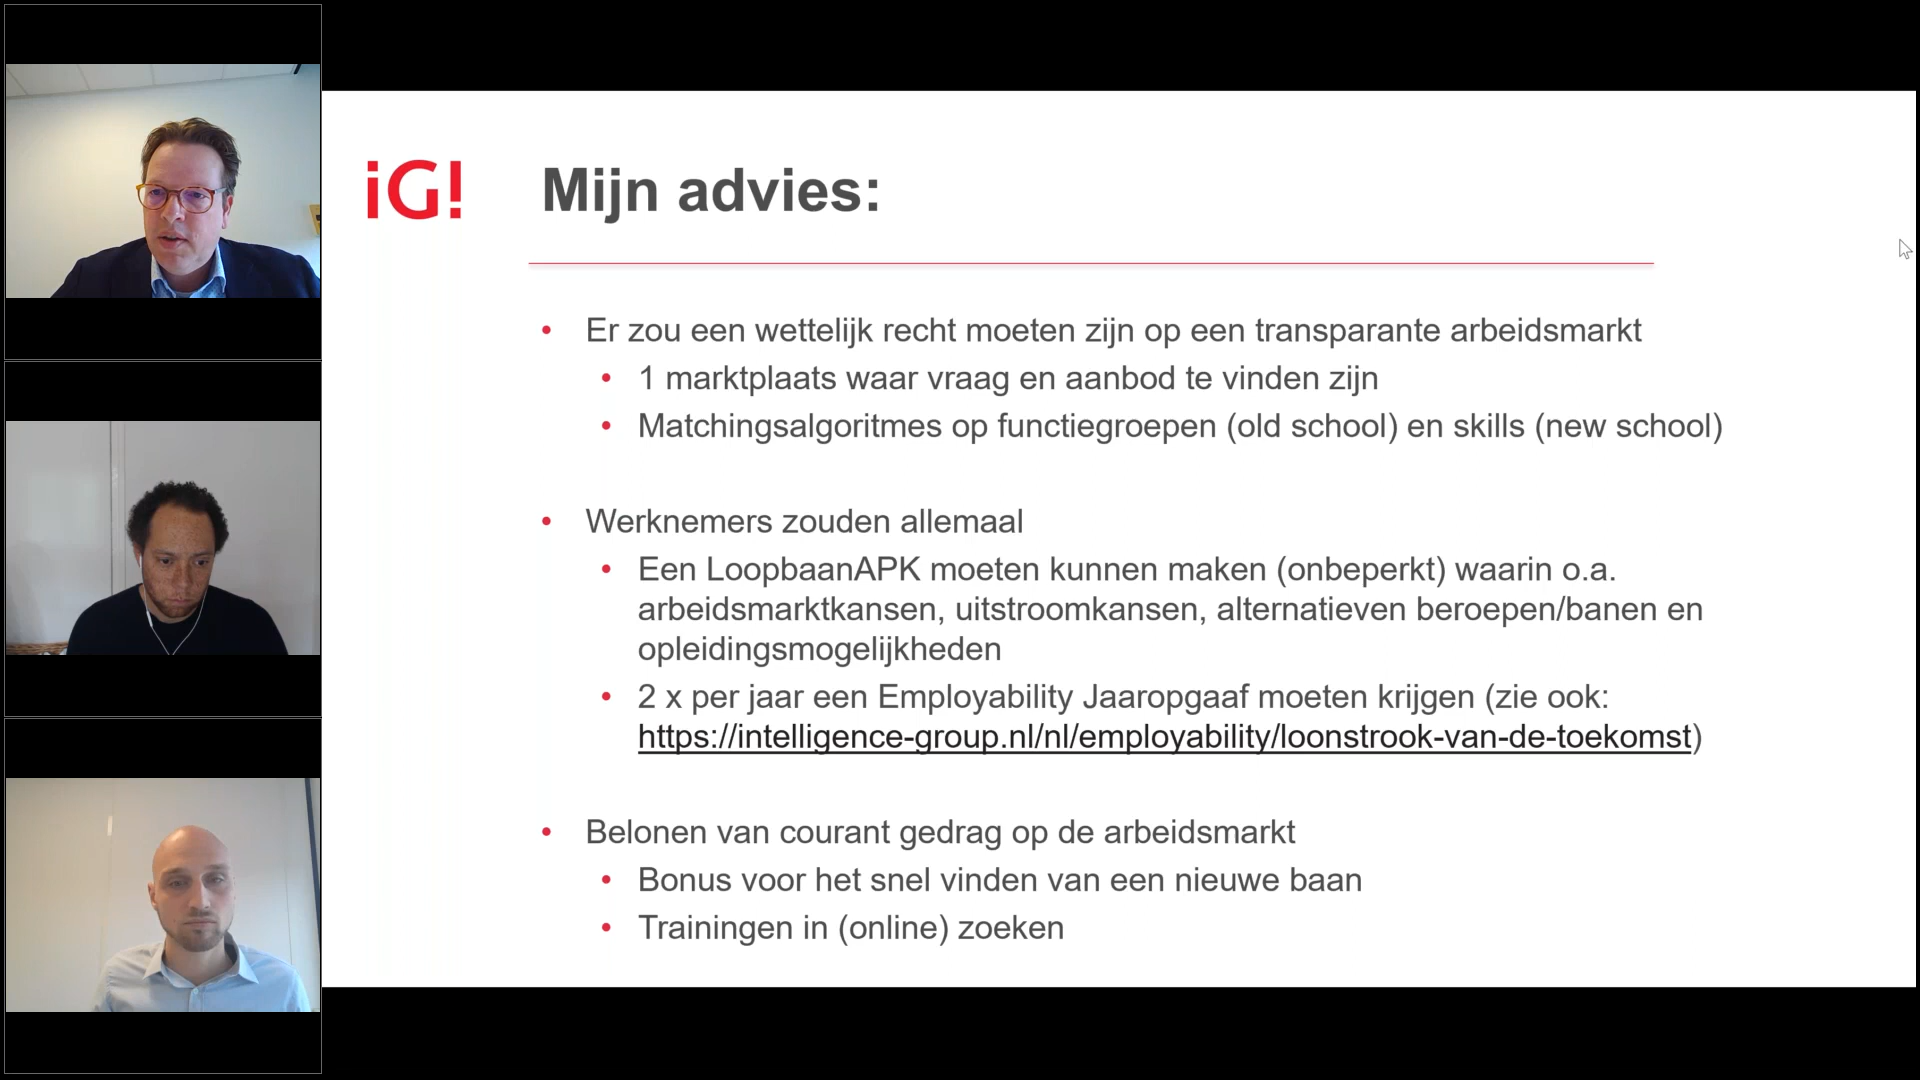 iG!
Mijn advies:
• Er zou een wettelijk recht moeten zijn op een transparante arbeidsmarkt
• 1 marktplaats waar vraag en aanbod te vinden zijn
• Matchingsalgoritmes op functiegroepen (old school) en skills (new school)
• Werknemers zouden allemaal
• Een LoopbaanAPK moeten kunnen maken (onbeperkt) waarin o.a.
arbeidsmarktkansen, uitstroomkansen, alternatieven beroepen/banen en
opleidingsmogelijkheden
• 2 x per jaar een Employability Jaaropgaaf moeten krijgen (zie ook:
https://intelligence-group.nl/nl/employability/loonstrook-van-de-toekomst)
• Belonen van courant gedrag op de arbeidsmarkt
• Bonus voor het snel vinden van een nieuwe baan
• Trainingen in (online) zoeken